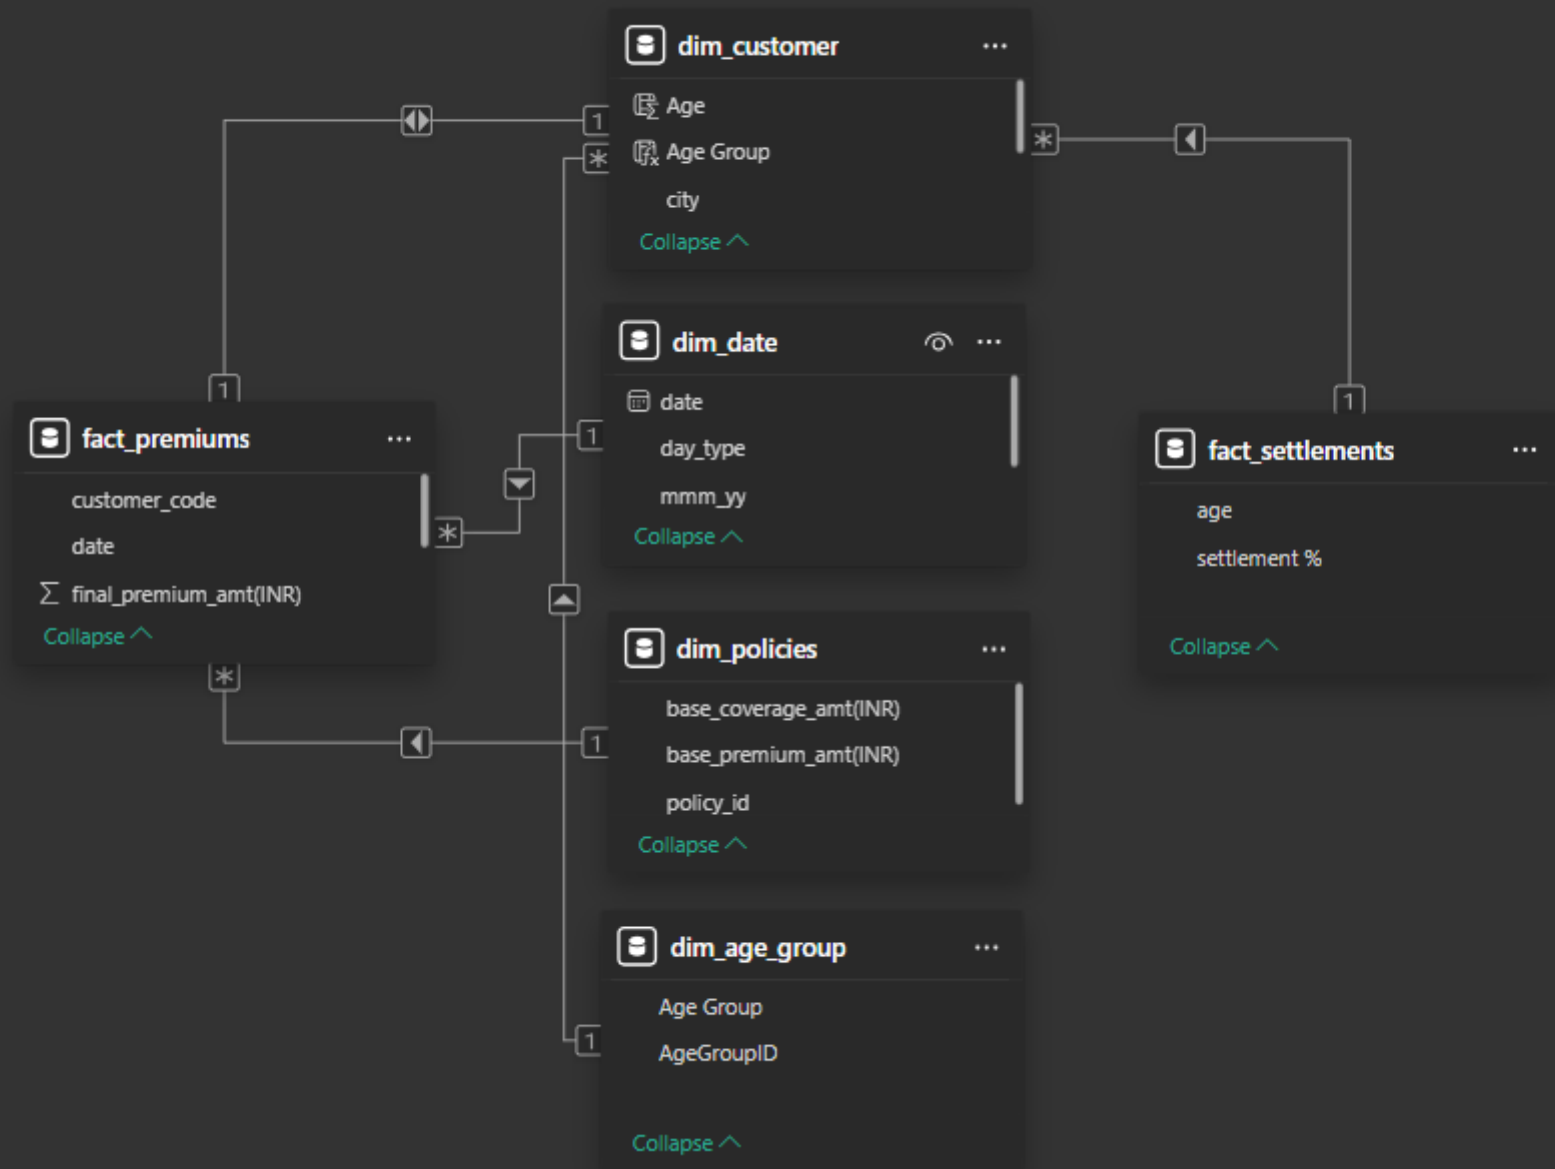 dim_customer
Age
Age Group
city
Collapse
1
*
*
dim_date
date
day_type
mmm_yy
Collapse
1
1
fact_premiums
customer_code
date
Σ final_premium_amt(INR)
Collapse
*
*
1
fact_settlements
age
settlement %
Collapse
dim_policies
base_coverage_amt(INR)
base_premium_amt(INR)
policy_id
Collapse
1
dim_age_group
Age Group
AgeGroupID
Collapse
1